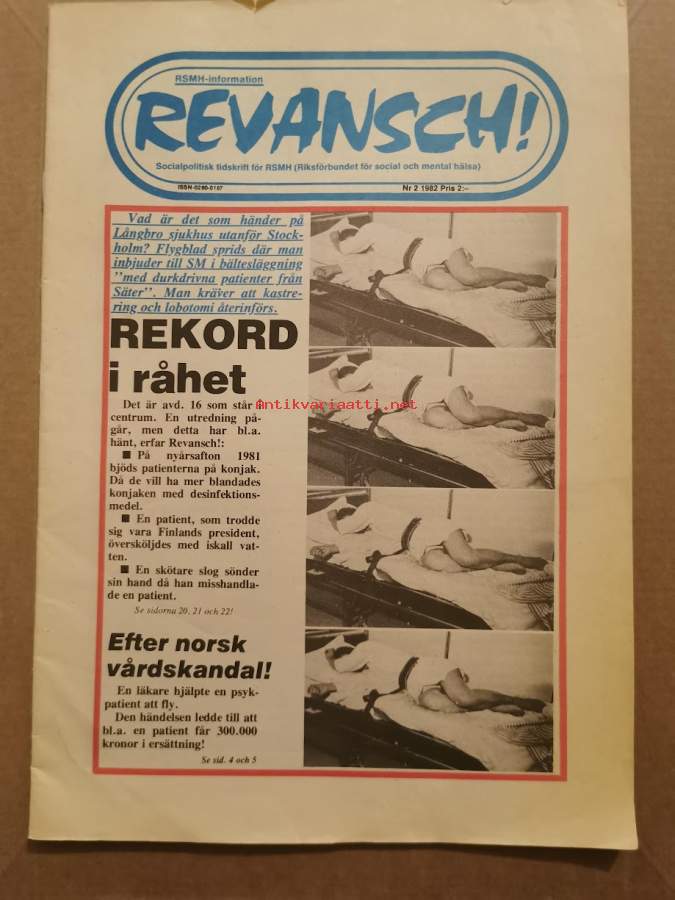 RSMH-information
REVANSCH!
Socialpolitisk tidskrift för RSMH (Riksförbundet för social och mental hälsa)
ISSN-0280-0187
Nr 2 1982 Pris 2:–
Vad är det som händer på
Långbro sjukhus utanför Stock-
holm? Flygblad sprids där man
inbjuder till SM i bältesläggning
"med durkdrivna patienter från
Säter". Man kräver att kastre-
ring och lobotomi återinförs.
REKORD
i råhet
Det är avd. 16 som står i
centrum. En utredning på-
går, men detta har bl.a.
hänt, erfar Revansch!:
■ På nyårsafton 1981
bjöds patienterna på konjak.
Då de vill ha mer blandades
konjaken med desinfektions-
medel.
■ En patient, som trodde
sig vara Finlands president,
översköljdes med iskall vat-
ten.
■ En skötare slog sönder
sin hand då han misshandla-
de en patient.
Se sidorna 20, 21 och 22!
Efter norsk
vårdskandal!
En läkare hjälpte en psyk-
patient att fly.
Den händelsen ledde till att
bl.a. en patient får 300.000
kronor i ersättning!
Se sid. 4 och 5
Antikvariaatti.net